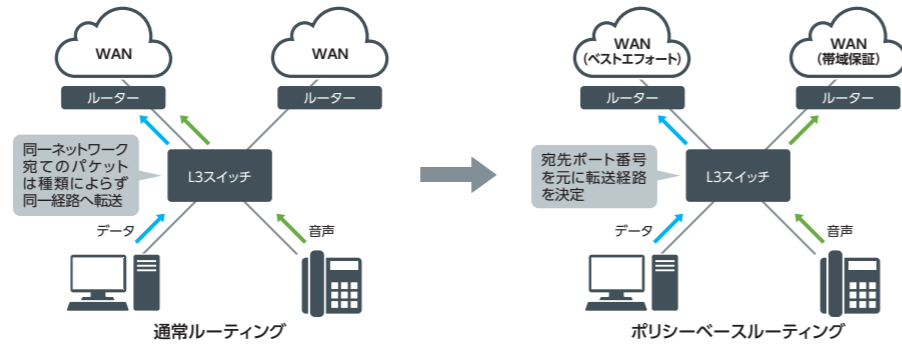 WAN
WAN
ルーター
ルーター
同一ネットワーク
宛てのパケット
は種類によらず
同一経路へ転送
L3スイッチ
データ
音声
通常ルーティング
WAN
(ベストエフォート)
WAN
(帯域保証)
ルーター
ルーター
宛先ポート番号
を元に転送経路
を決定
L3スイッチ
データ
音声
ポリシーベースルーティング